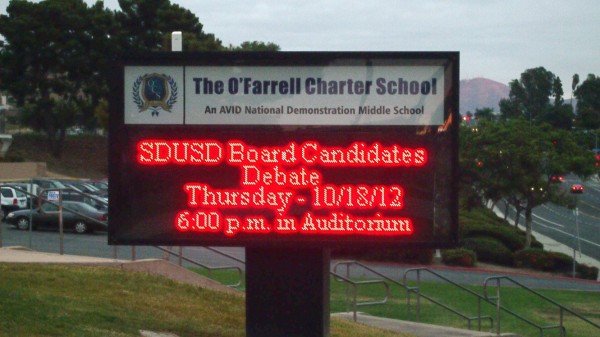 The O'Farrell Charter School
An AVID National Demonstration Middle School
SDUSD Board Candidates
Debate
Thursday - 10/18/12
6:00 p.m. in Auditorium